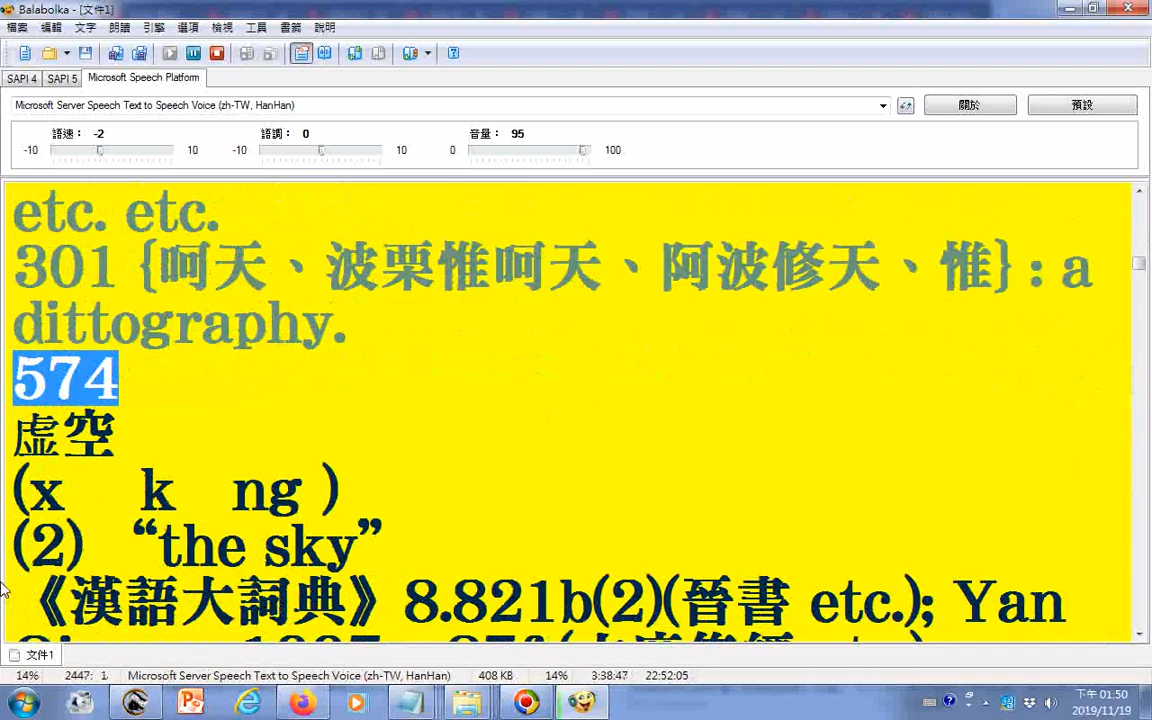 Balabolka - [文件1]
檔案 編輯 文字 朗讀 引擎 選項 檢視 工具 書籤 說明
SAPI 4 SAPI 5 Microsoft Speech Platform
Microsoft Server Speech Text to Speech Voice (zh-TW, HanHan) 關於 預設
語速： -2 語調： 0 音量： 95
-10 10 -10 10 0 100
etc. etc.
301 {呵天、波栗惟呵天、阿波修天、惟} : a
dittography.
574
虛空
(x k ng )
(2) “the sky”
《漢語大詞典》8.821b(2)(晉書 etc.); Yan
文件1
14% 2447: 1 Microsoft Server Speech Text to Speech Voice (zh-TW, HanHan) 408 KB 14% 3:38:47 22:52:05
下午 01:50
2019/11/19